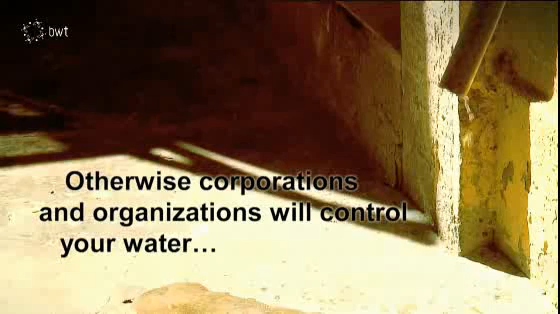 bwt
Otherwise corporations
and organizations will control
your water…